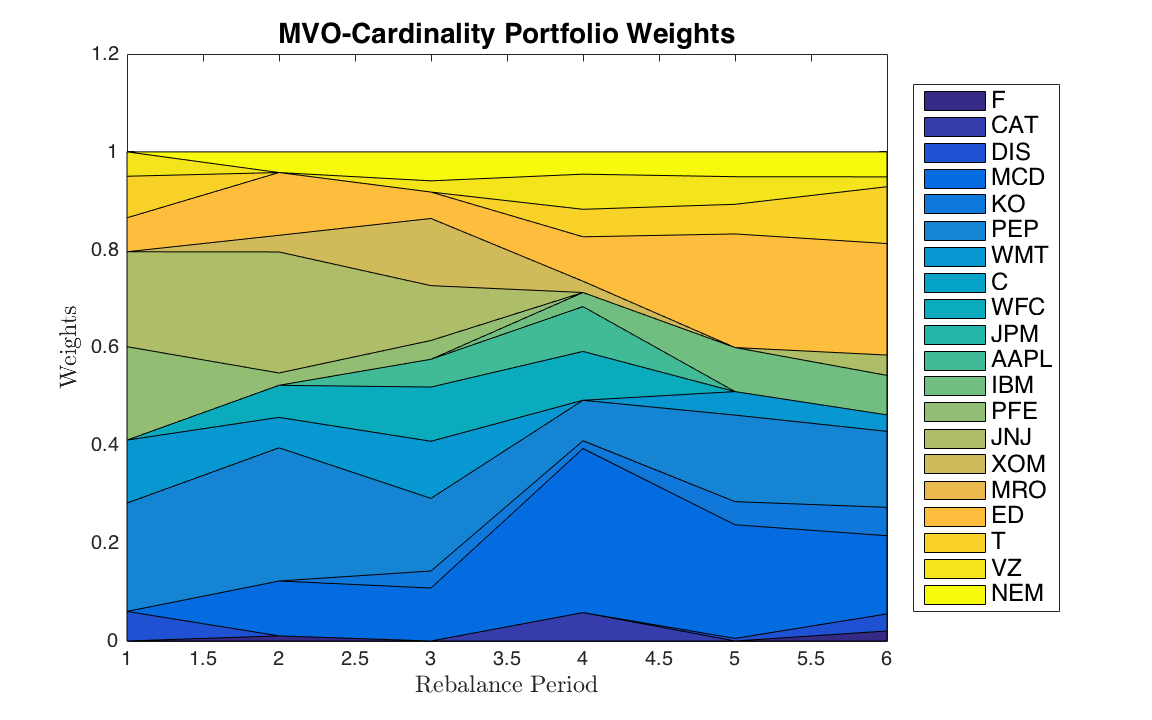 MVO-Cardinality Portfolio Weights
1.2
1
0.8
0.6
0.4
0.2
0
Weights
1 1.5 2 2.5 3 3.5 4 4.5 5 5.5 6
Rebalance Period
F
CAT
DIS
MCD
KO
PEP
WMT
C
WFC
JPM
AAPL
IBM
PFE
JNJ
XOM
MRO
ED
T
VZ
NEM